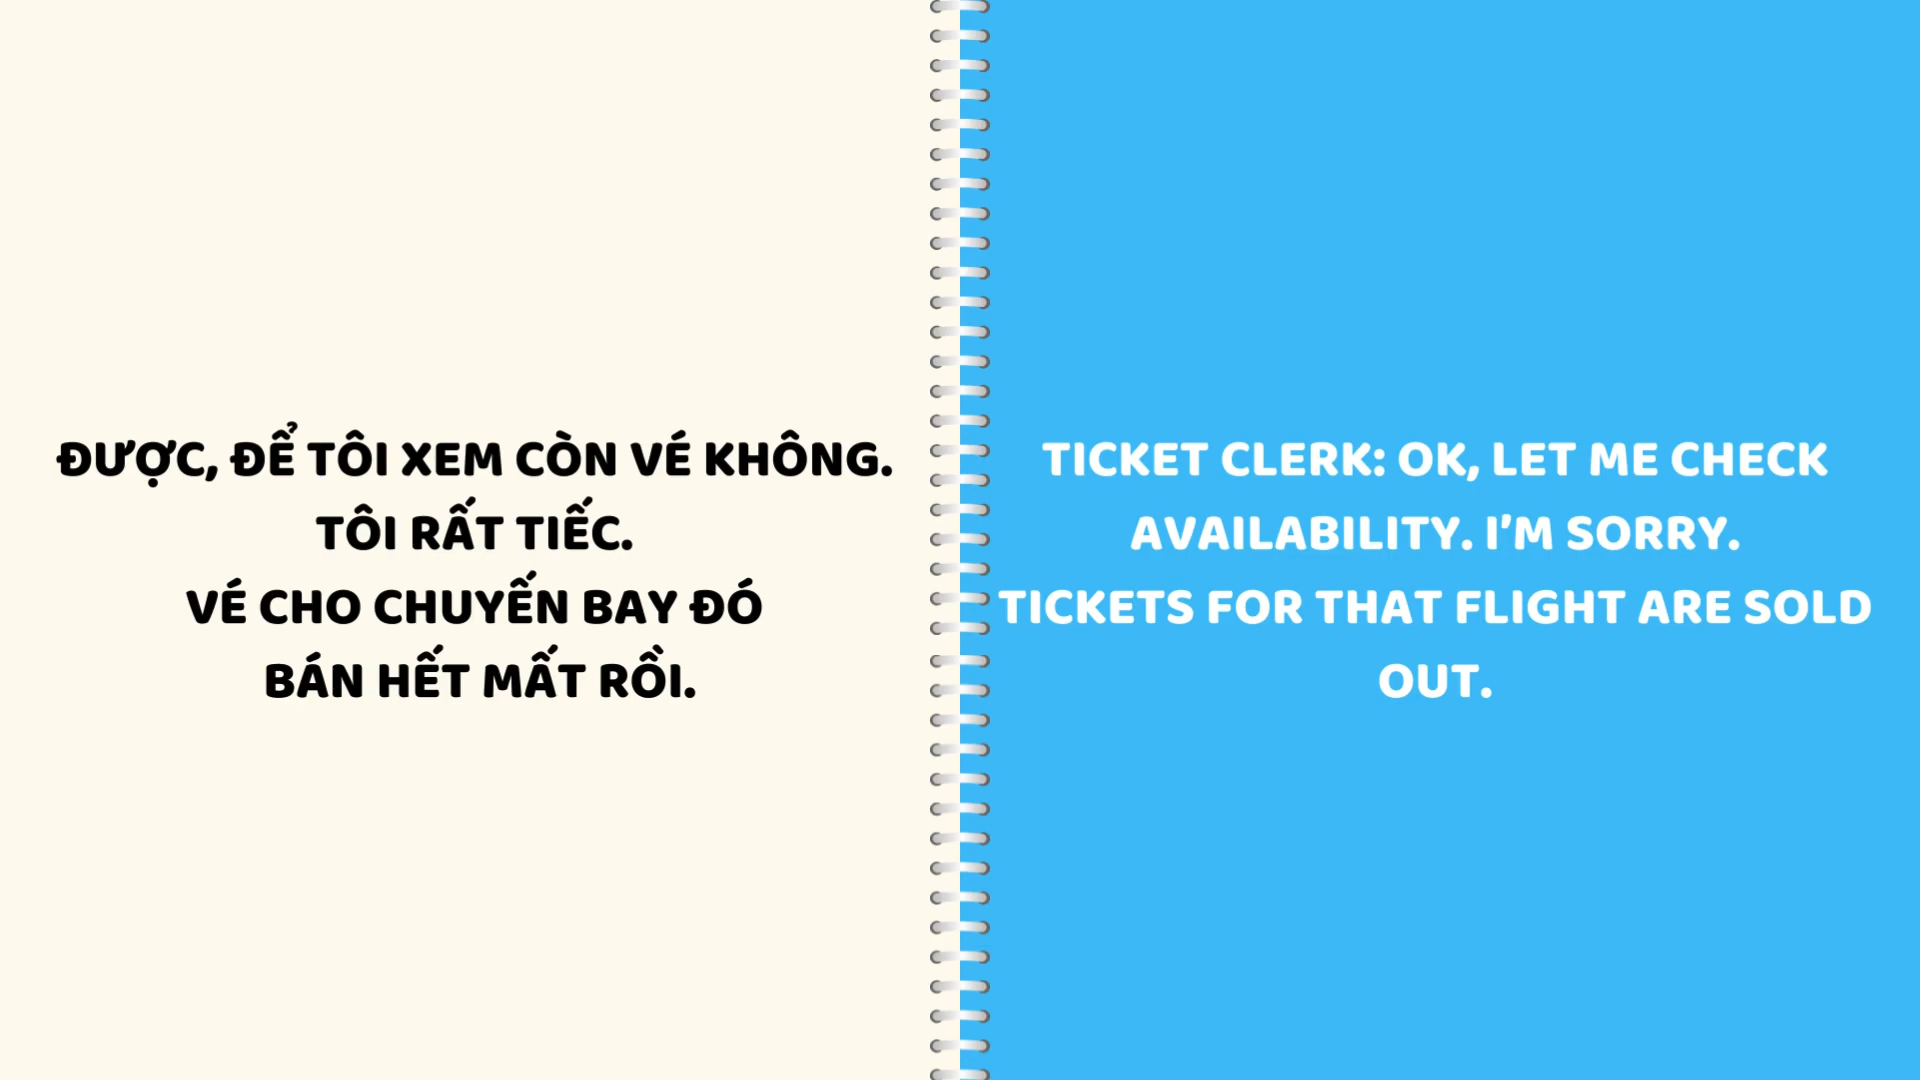 ĐƯỢC, ĐỂ TÔI XEM CÒN VÉ KHÔNG.
TÔI RẤT TIẾC.
VÉ CHO CHUYẾN BAY ĐÓ
BÁN HẾT MẤT RỒI.
TICKET CLERK: OK, LET ME CHECK
AVAILABILITY. I'M SORRY.
TICKETS FOR THAT FLIGHT ARE SOLD
OUT.